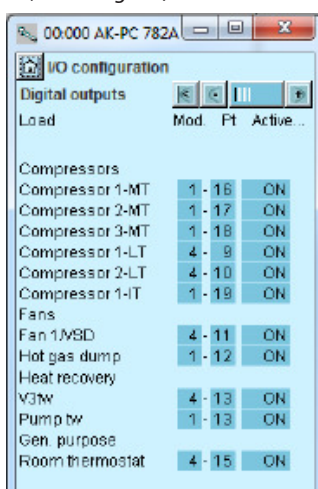 00:000 AK-PC 782A
I/O configuration
Digital outputs
Load Mod. Pt Active...
Compressors
Compressor 1-MT 1 - 16 ON
Compressor 2-MT 1 - 17 ON
Compressor 3-MT 1 - 18 ON
Compressor 1-LT 4 - 9 ON
Compressor 2-LT 4 - 10 ON
Compressor 1-IT 1 - 19 ON
Fans
Fan 1/VSD 4 - 11 ON
Hot gas dump 1 - 12 ON
Heat recovery
V3tw 4 - 13 ON
Pump tw 1 - 13 ON
Gen. purpose
Room thermostat 4 - 15 ON